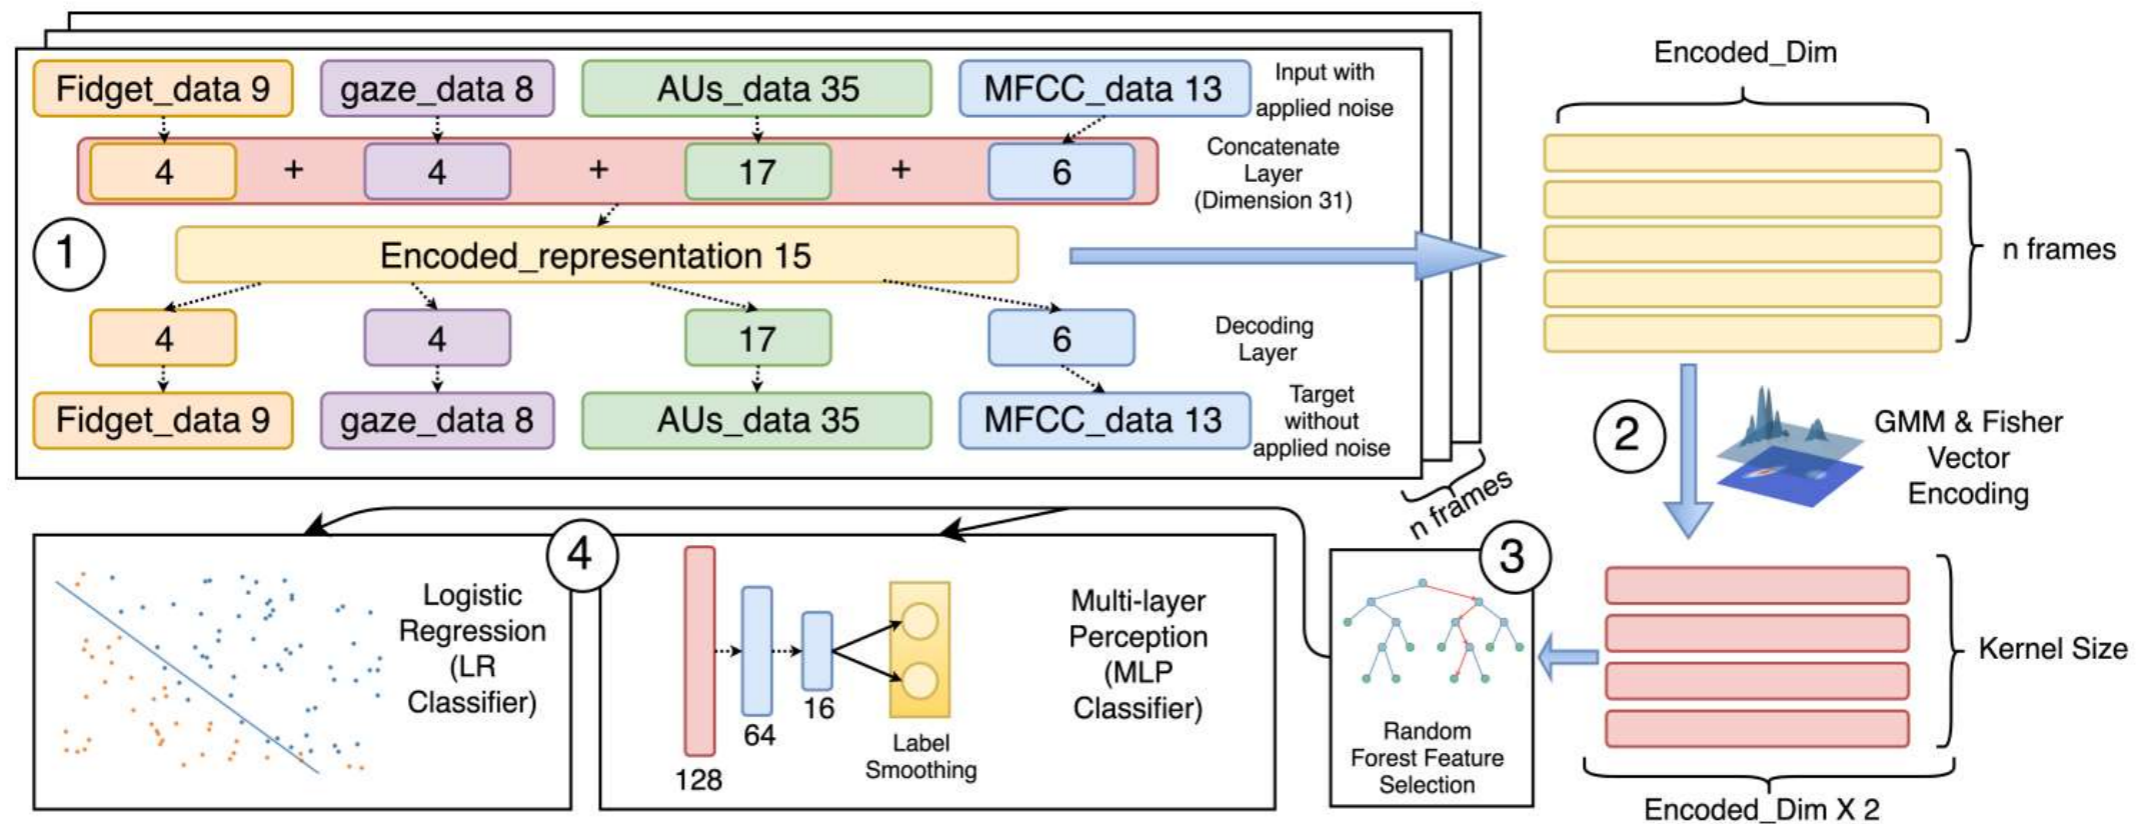 Fidget_data 9
gaze_data 8
AUs_data 35
MFCC_data 13
Input with
applied noise
4
+
4
+
17
+
6
Concatenate
Layer
(Dimension 31)
1
Encoded_representation 15
4
4
17
6
Decoding
Layer
Fidget_data 9
gaze_data 8
AUs_data 35
MFCC_data 13
Target
without
applied noise
n frames
Encoded_Dim
n frames
2
GMM & Fisher
Vector
Encoding
Kernel Size
Encoded_Dim X 2
3
Random
Forest Feature
Selection
4
Logistic
Regression
(LR
Classifier)
128
64
16
Label
Smoothing
Multi-layer
Perception
(MLP
Classifier)